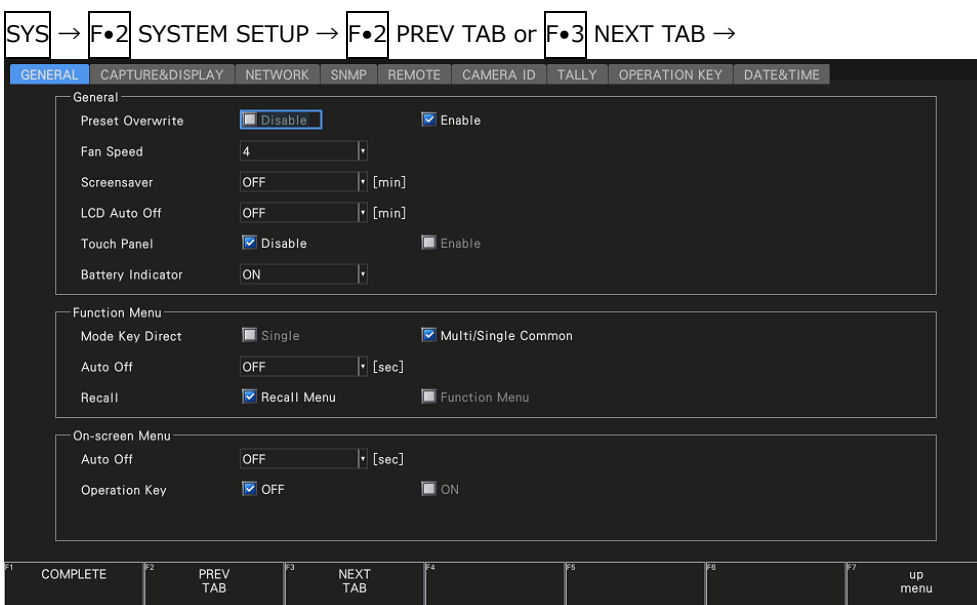 SYS → F•2 SYSTEM SETUP → F•2 PREV TAB or F•3 NEXT TAB →
GENERAL CAPTURE&DISPLAY NETWORK SNMP REMOTE CAMERA ID TALLY OPERATION KEY DATE&TIME
General
Preset Overwrite Disable Enable
Fan Speed 4
Screensaver OFF [min]
LCD Auto Off OFF [min]
Touch Panel Disable Enable
Battery Indicator ON
Function Menu
Mode Key Direct Single Multi/Single Common
Auto Off OFF [sec]
Recall Recall Menu Function Menu
On-screen Menu
Auto Off OFF [sec]
Operation Key OFF ON
F1 COMPLETE F2 PREV F3 NEXT F4 F5 F6 F7 up
TAB TAB menu